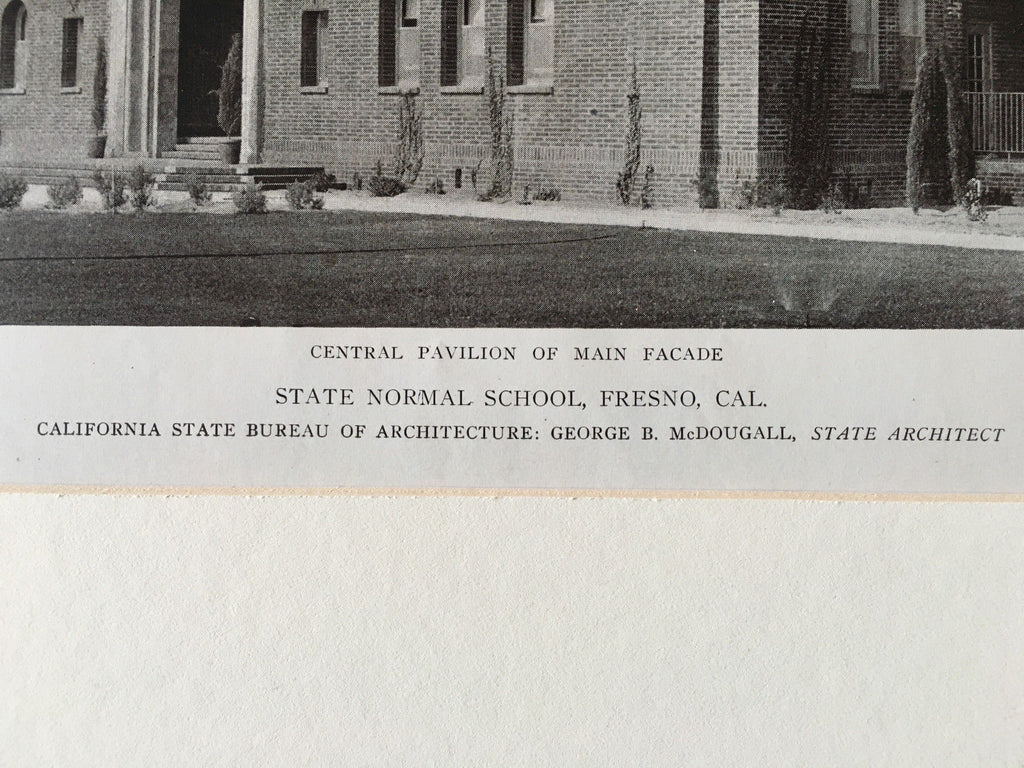 CENTRAL PAVILION OF MAIN FACADE
STATE NORMAL SCHOOL, FRESNO, CAL.
CALIFORNIA STATE BUREAU OF ARCHITECTURE: GEORGE B. McDOUGALL, STATE ARCHITECT